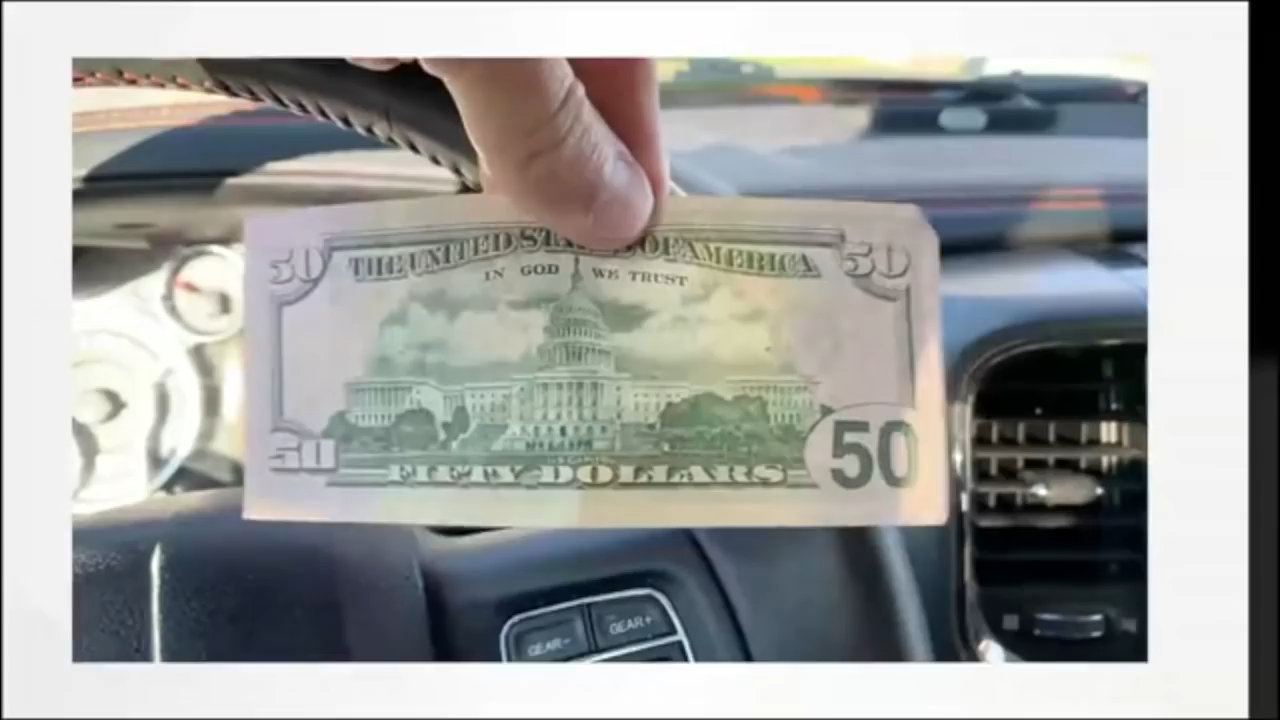 50 THE UNITED STATES OF AMERICA 50
IN GOD WE TRUST
50 FIFTY DOLLARS 50
GEAR- GEAR+